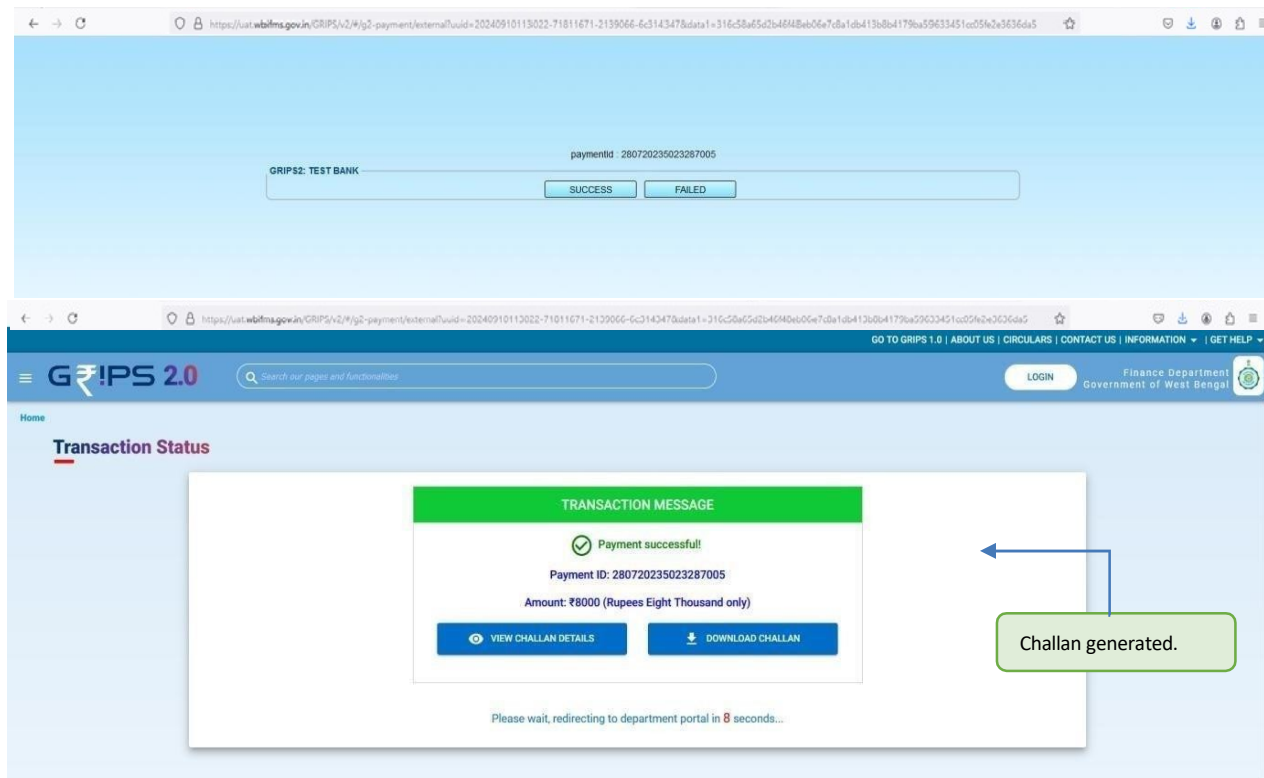 paymentid : 280720235023287005
GRIPS2: TEST BANK
SUCCESS FAILED
GO TO GRIPS 1.0 | ABOUT US | CIRCULARS | CONTACT US | INFORMATION | GET HELP
G₹!PS 2.0 Search our pages and functionalities LOGIN Finance Department
Government of West Bengal
Home
Transaction Status
TRANSACTION MESSAGE
Payment successful!
Payment ID: 280720235023287005
Amount: ₹8000 (Rupees Eight Thousand only)
VIEW CHALLAN DETAILS DOWNLOAD CHALLAN
Challan generated.
Please wait, redirecting to department portal in 8 seconds...